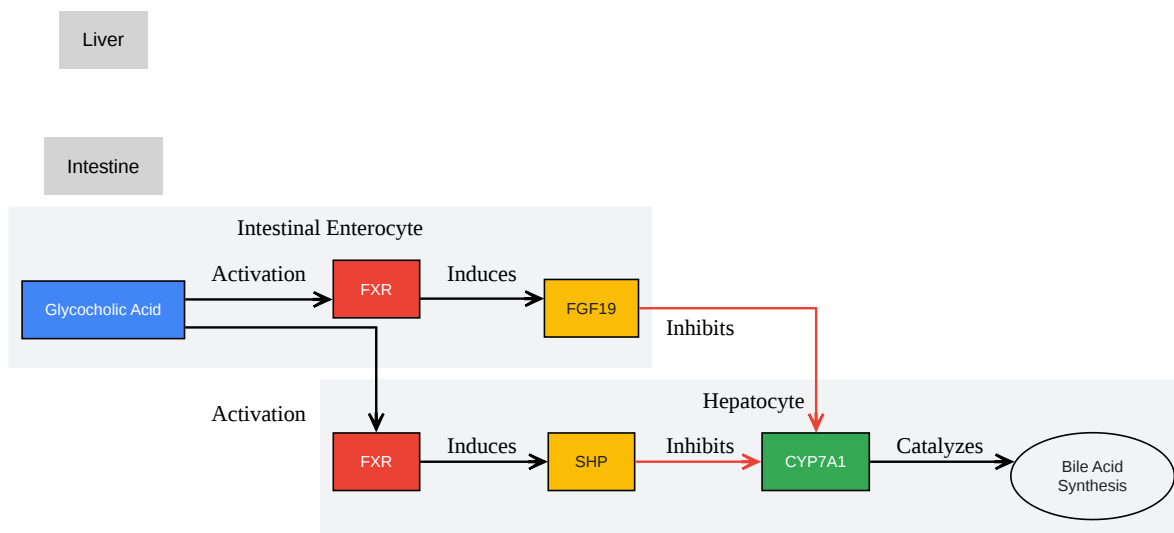 Liver
Intestine
Intestinal Enterocyte
Activation
FXR
Induces
Glycocholic Acid
FGF19
Inhibits
Hepatocyte
Activation
FXR
Induces
SHP
Inhibits
CYP7A1
Catalyzes
Bile Acid
Synthesis